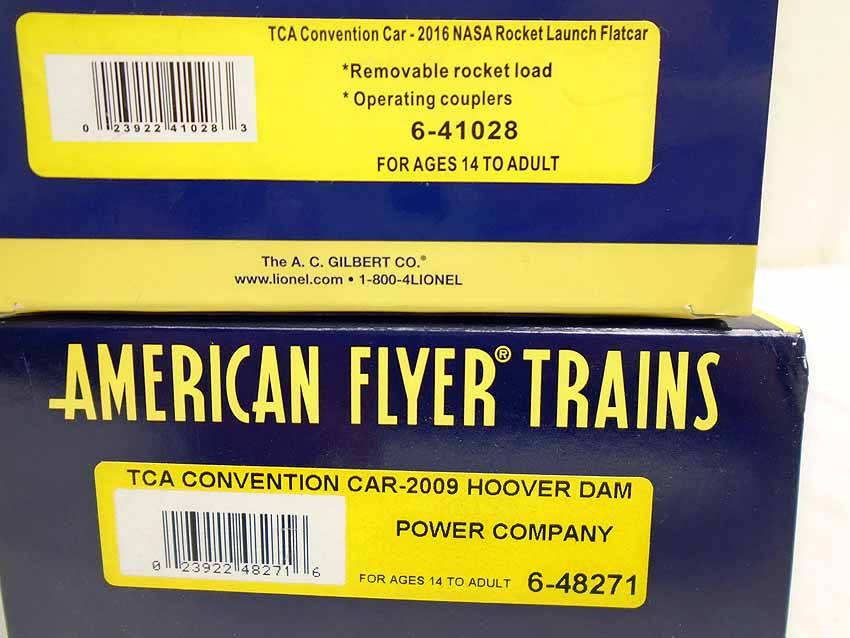 TCA Convention Car - 2016 NASA Rocket Launch Flatcar
*Removable rocket load
* Operating couplers
6-41028
0 23922 41028 3
FOR AGES 14 TO ADULT
The A. C. GILBERT CO.®
www.lionel.com • 1-800-4LIONEL
AMERICAN FLYER® TRAINS
TCA CONVENTION CAR-2009 HOOVER DAM
POWER COMPANY
0 23922 48271 6
FOR AGES 14 TO ADULT 6-48271